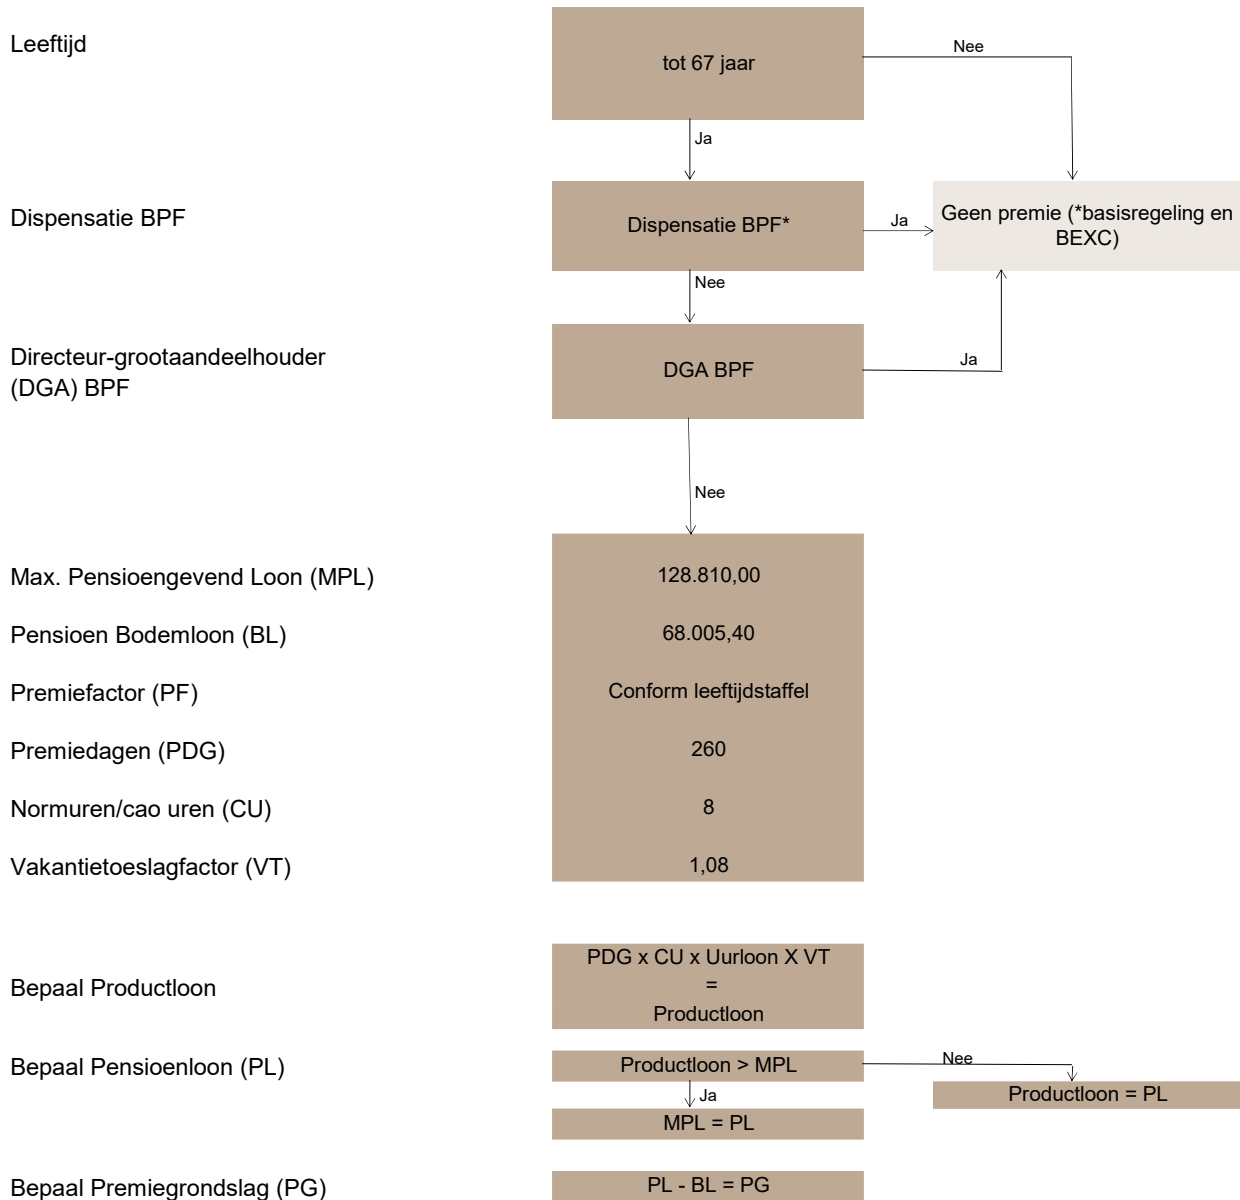 Leeftijd
tot 67 jaar
Nee
Ja
Dispensatie BPF
Dispensatie BPF*
Ja
Geen premie (*basisregeling en
BEXC)
Nee
Directeur-grootaandeelhouder
(DGA) BPF
DGA BPF
Ja
Nee
Max. Pensioengevend Loon (MPL)
128.810,00
Pensioen Bodemloon (BL)
68.005,40
Premiefactor (PF)
Conform leeftijdstaffel
Premiedagen (PDG)
260
Normuren/cao uren (CU)
8
Vakantietoeslagfactor (VT)
1,08
Bepaal Productloon
PDG x CU x Uurloon X VT
=
Productloon
Bepaal Pensioenloon (PL)
Productloon > MPL
Nee
Productloon = PL
Ja
MPL = PL
Bepaal Premiegrondslag (PG)
PL - BL = PG